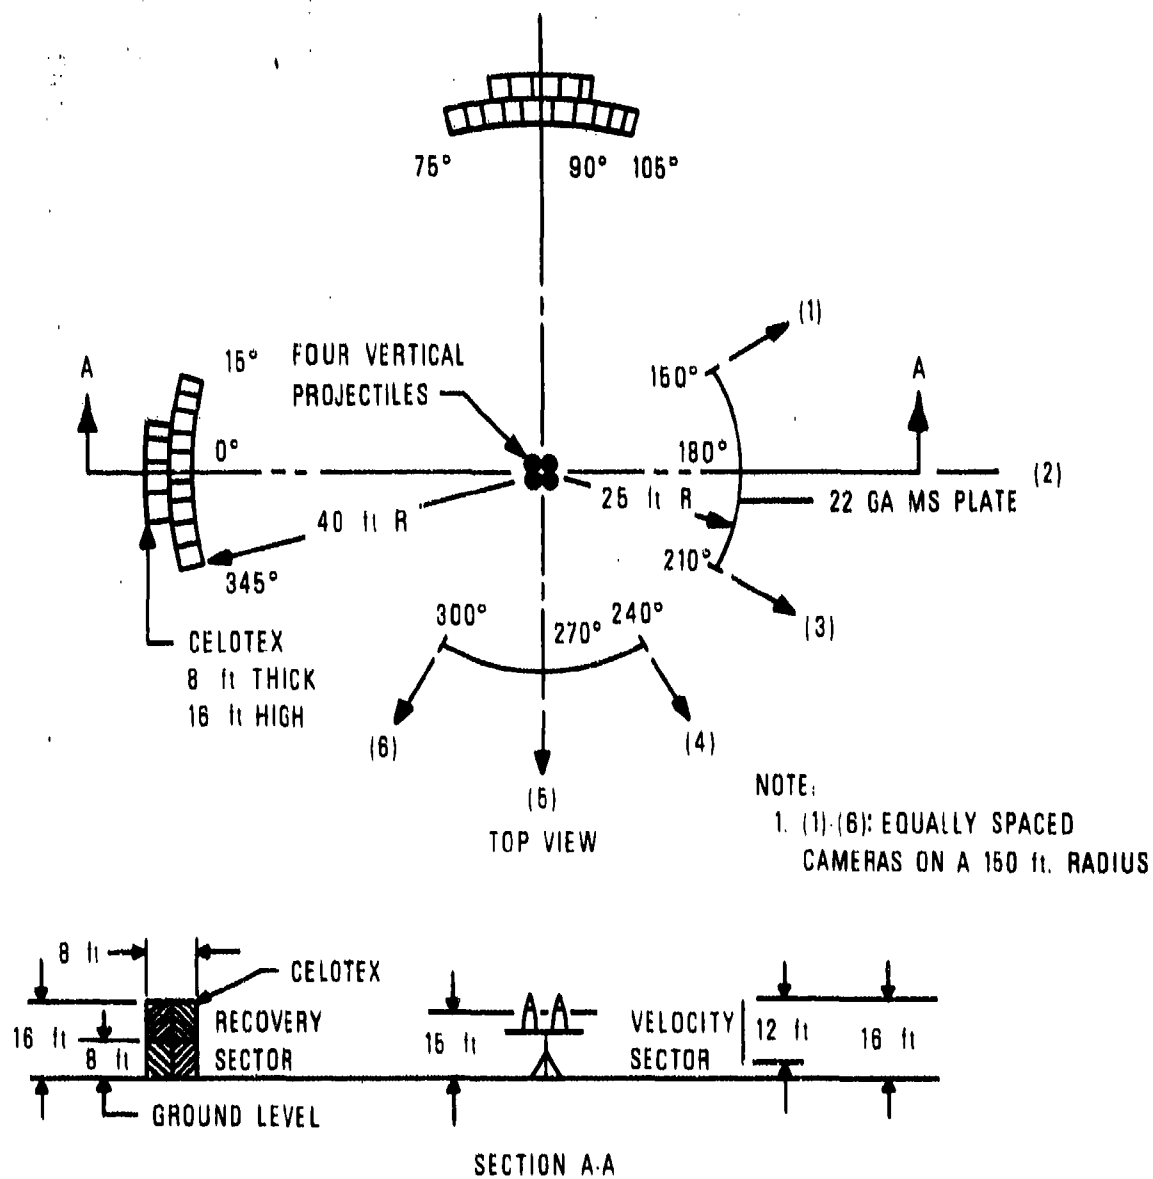 75°
90°
105°
(1)
15°
FOUR VERTICAL
PROJECTILES
A
A
150°
0°
180°
(2)
25 ft R
22 GA MS PLATE
40 ft R
345°
210°
(3)
300°
270°
240°
CELOTEX
8 ft THICK
16 ft HIGH
(6)
(4)
(5)
TOP VIEW
NOTE:
1. (1)-(6): EQUALLY SPACED
CAMERAS ON A 150 ft. RADIUS
8 ft
CELOTEX
16 ft
8 ft
RECOVERY
SECTOR
15 ft
VELOCITY
SECTOR
12 ft
16 ft
GROUND LEVEL
SECTION A-A